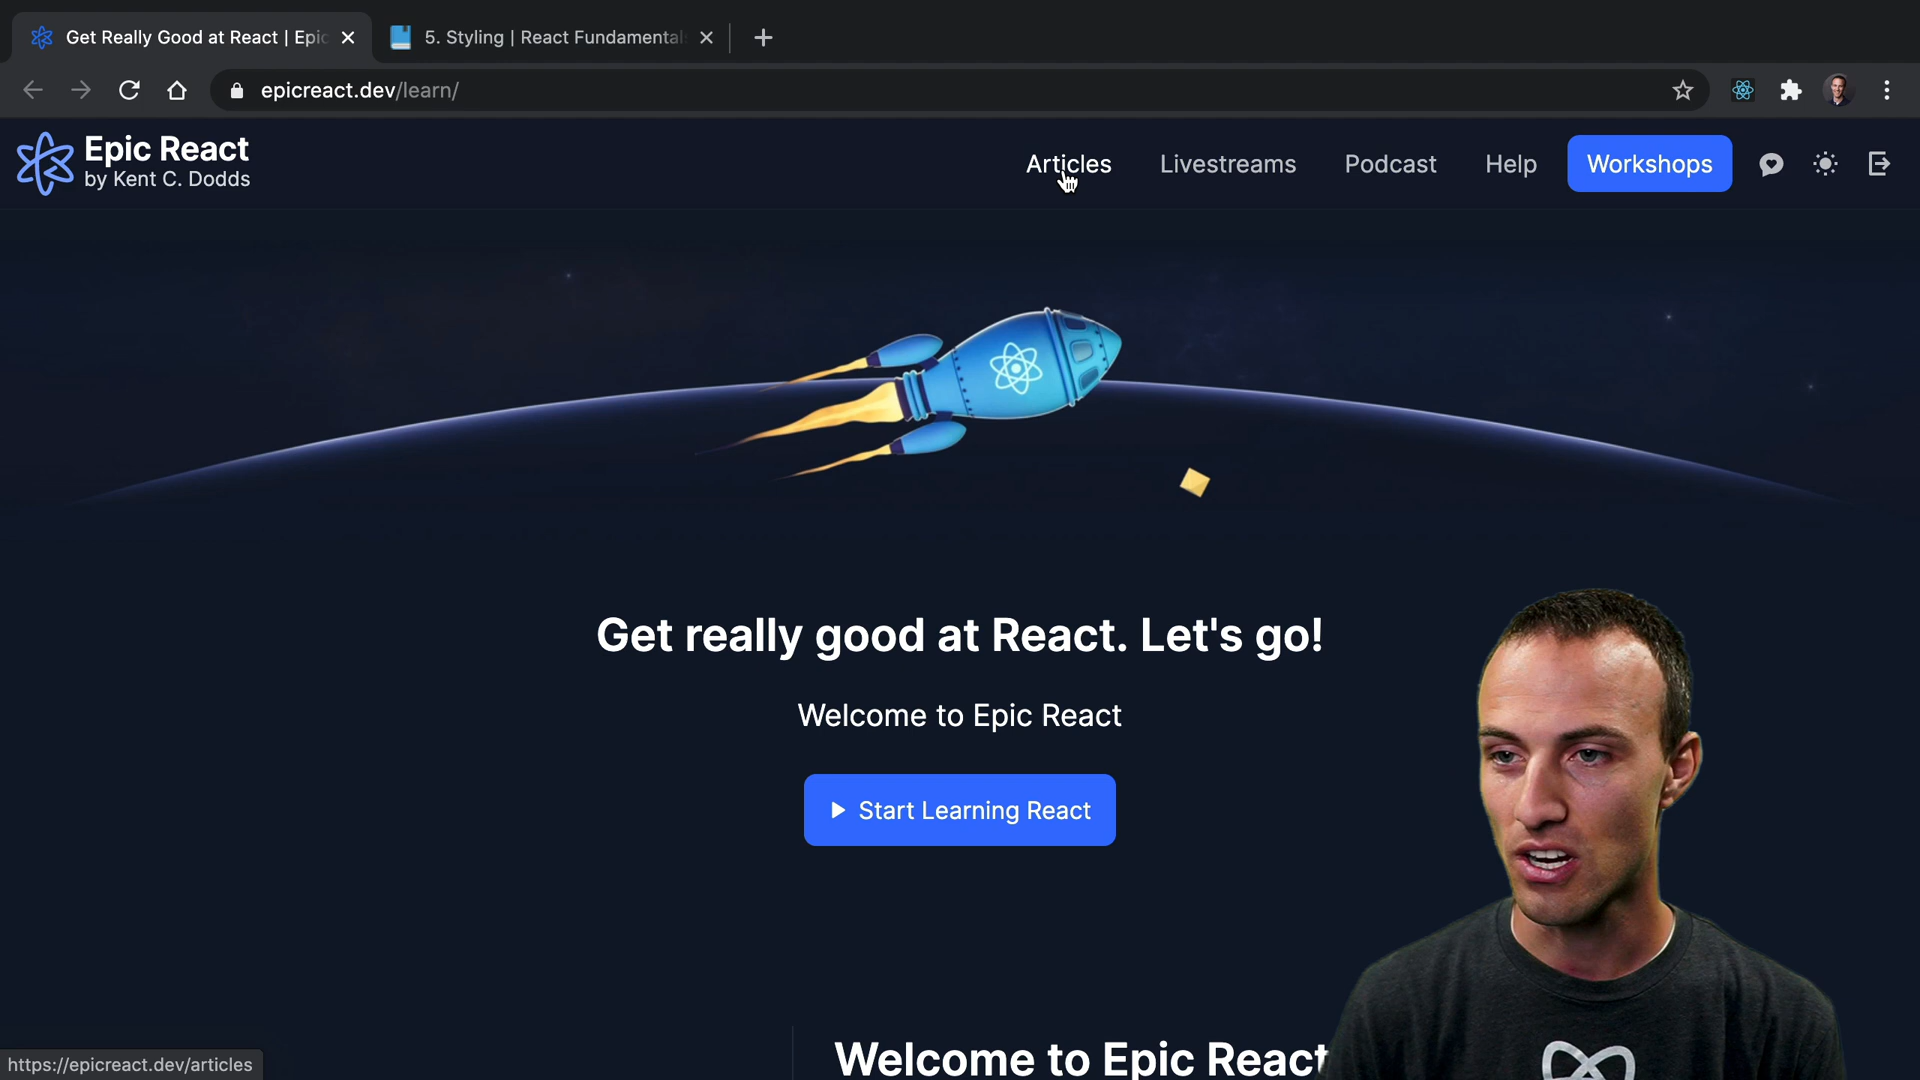 Get Really Good at React | Epic
5. Styling | React Fundamentals
epicreact.dev/learn/
Epic React
by Kent C. Dodds
Articles
Livestreams
Podcast
Help
Workshops
Get really good at React. Let's go!
Welcome to Epic React
Start Learning React
Welcome to Epic React
https://epicreact.dev/articles